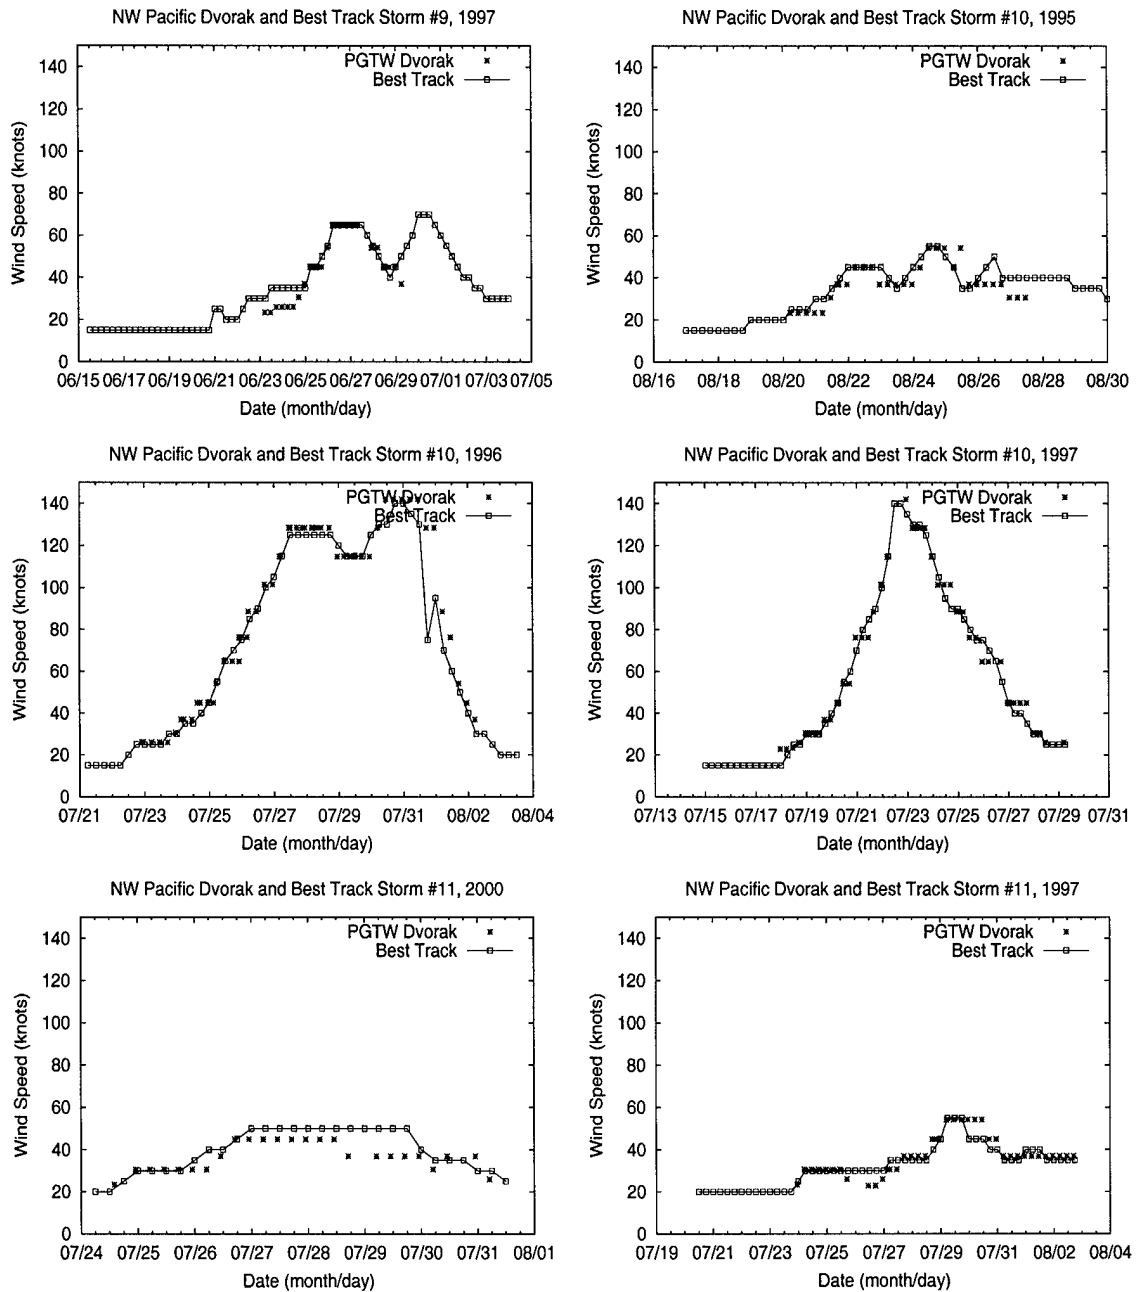 NW Pacific Dvorak and Best Track Storm #9, 1997
PGTW Dvorak
Best Track
Wind Speed (knots)
140
120
100
80
60
40
20
0
06/15 06/17 06/19 06/21 06/23 06/25 06/27 06/29 07/01 07/03 07/05
Date (month/day)
NW Pacific Dvorak and Best Track Storm #10, 1995
PGTW Dvorak
Best Track
Wind Speed (knots)
140
120
100
80
60
40
20
0
08/16 08/18 08/20 08/22 08/24 08/26 08/28 08/30
Date (month/day)
NW Pacific Dvorak and Best Track Storm #10, 1996
PGTW Dvorak
Best Track
Wind Speed (knots)
140
120
100
80
60
40
20
0
07/21 07/23 07/25 07/27 07/29 07/31 08/02 08/04
Date (month/day)
NW Pacific Dvorak and Best Track Storm #10, 1997
PGTW Dvorak
Best Track
Wind Speed (knots)
140
120
100
80
60
40
20
0
07/13 07/15 07/17 07/19 07/21 07/23 07/25 07/27 07/29 07/31
Date (month/day)
NW Pacific Dvorak and Best Track Storm #11, 2000
PGTW Dvorak
Best Track
Wind Speed (knots)
140
120
100
80
60
40
20
0
07/24 07/25 07/26 07/27 07/28 07/29 07/30 07/31 08/01
Date (month/day)
NW Pacific Dvorak and Best Track Storm #11, 1997
PGTW Dvorak
Best Track
Wind Speed (knots)
140
120
100
80
60
40
20
0
07/19 07/21 07/23 07/25 07/27 07/29 07/31 08/02 08/04
Date (month/day)